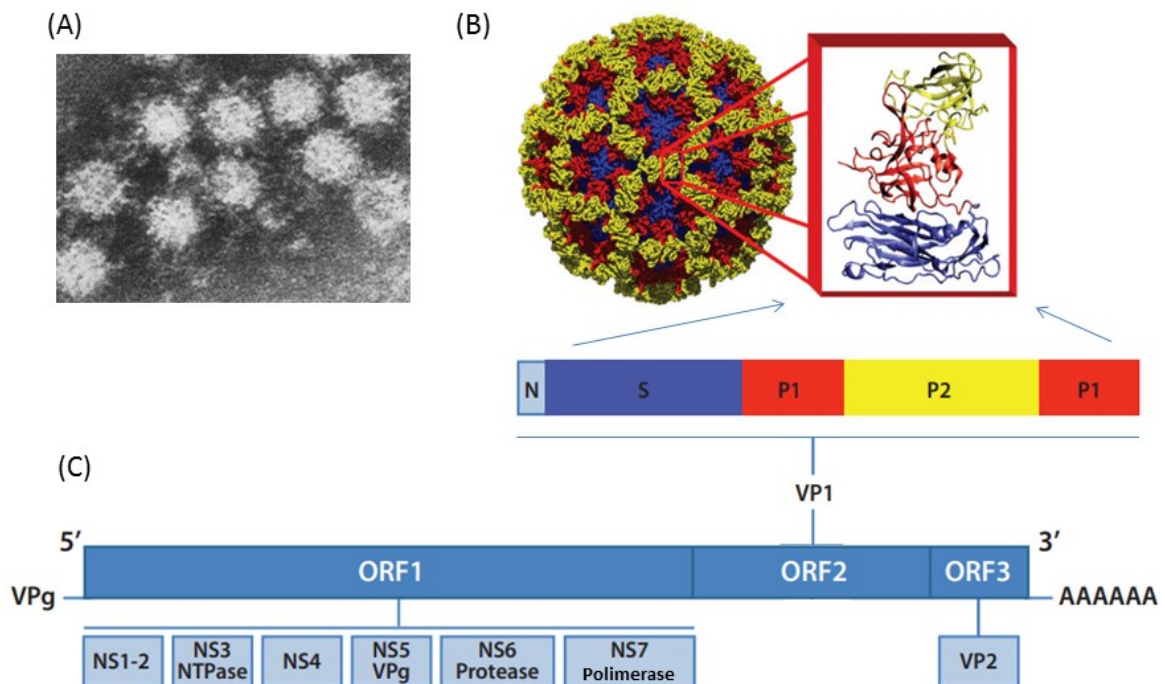 (A)
(B)
N S P1 P2 P1
(C)
VP1
5′ 3′
ORF1 ORF2 ORF3
VPg AAAAAA
NS1-2 NS3 NTPase NS4 NS5 VPg NS6 Protease NS7 Polimerase VP2